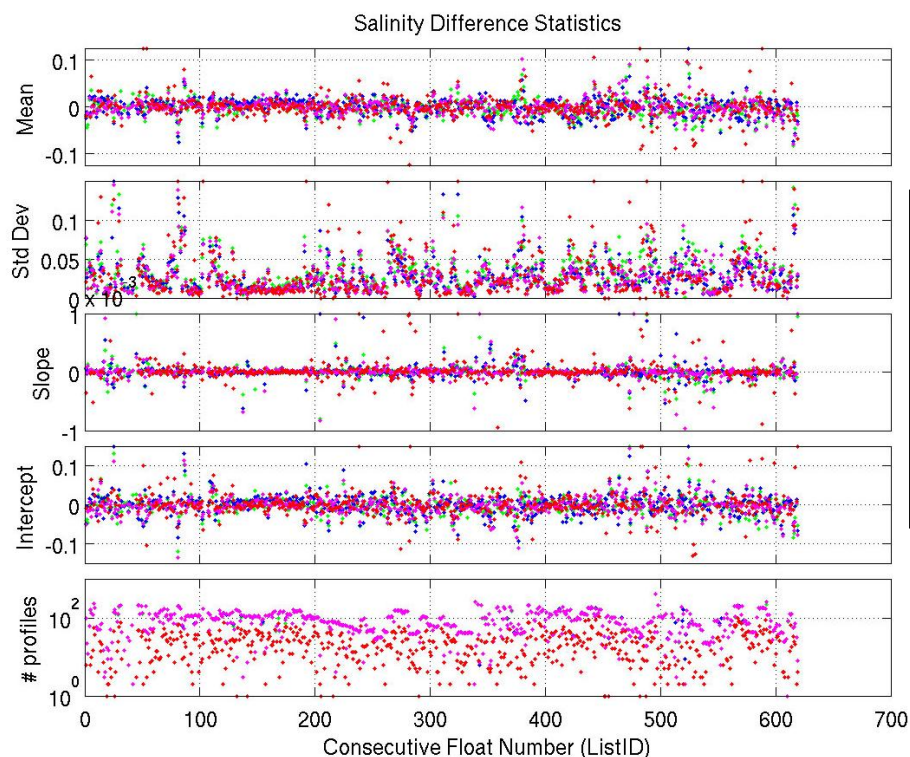 Salinity Difference Statistics
0.1
0
-0.1
Mean
0.1
0.05
0
Std Dev
x 10^-3
1
0
-1
Slope
0.1
0
-0.1
Intercept
10^2
10^0
# profiles
0 100 200 300 400 500 600 700
Consecutive Float Number (ListID)